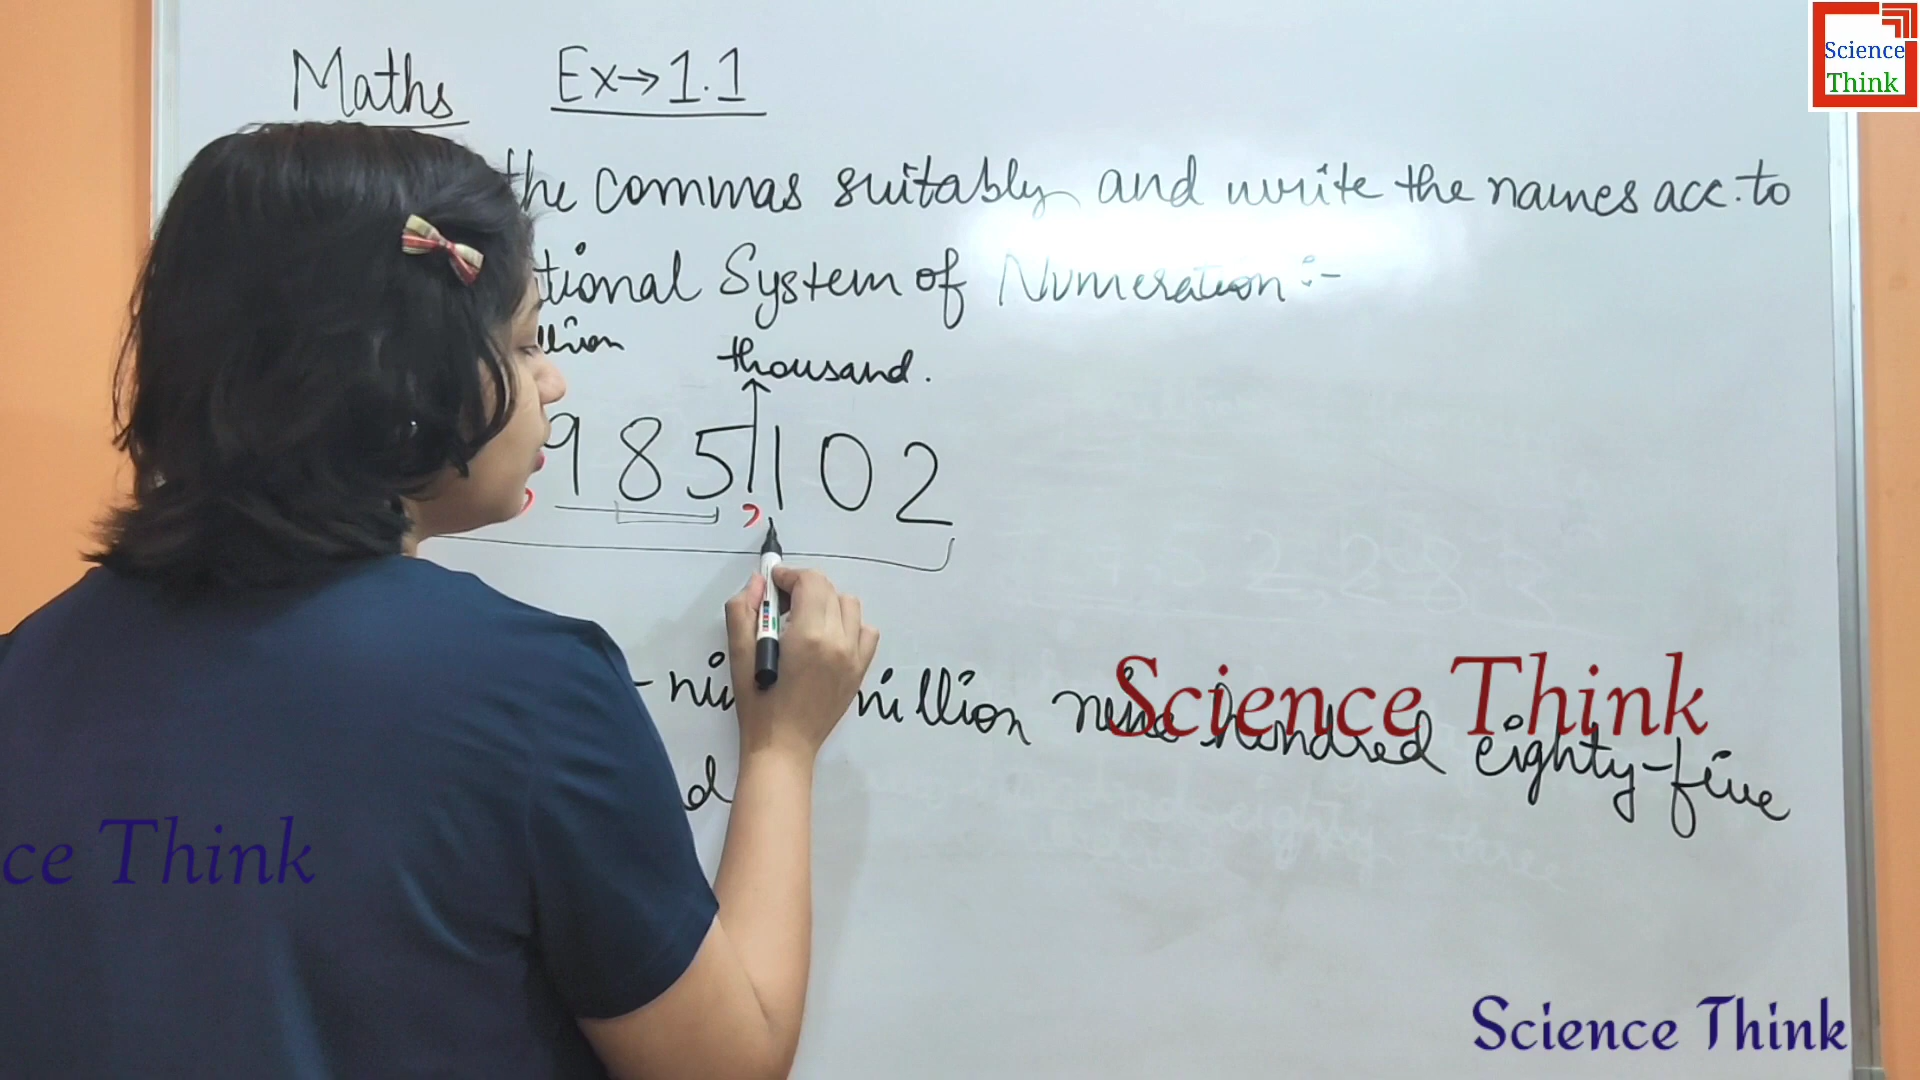 Science
Think
Maths Ex→1.1
the commas suitably and write the names acc. to
tional System of Numeration :-
llion
thousand.
985,102
million nine hundred eighty-five
d
Science Think
ce Think
Science Think